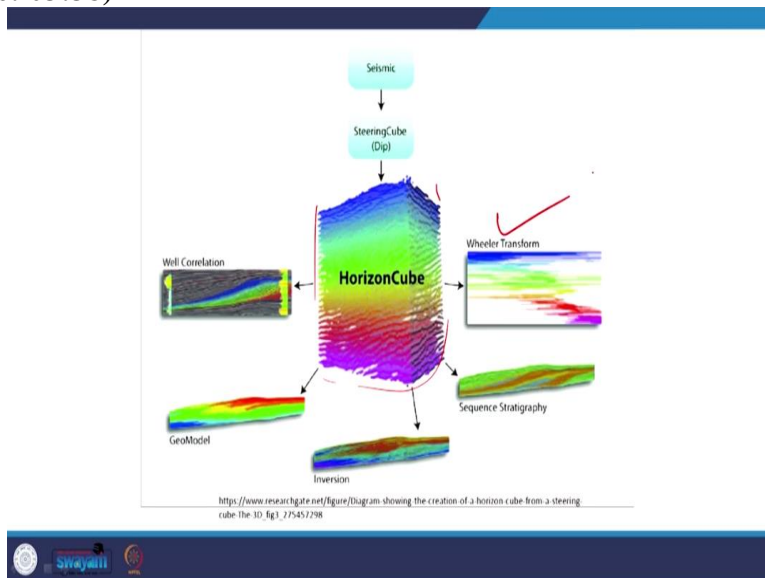 Seismic
SteeringCube
(Dip)
HorizonCube
Well Correlation
Wheeler Transform
GeoModel
Sequence Stratigraphy
Inversion
https://www.researchgate.net/figure/Diagram-showing-the-creation-of-a-horizon-cube-from-a-steering-
cube-The-3D_fig3_275457298
swayam